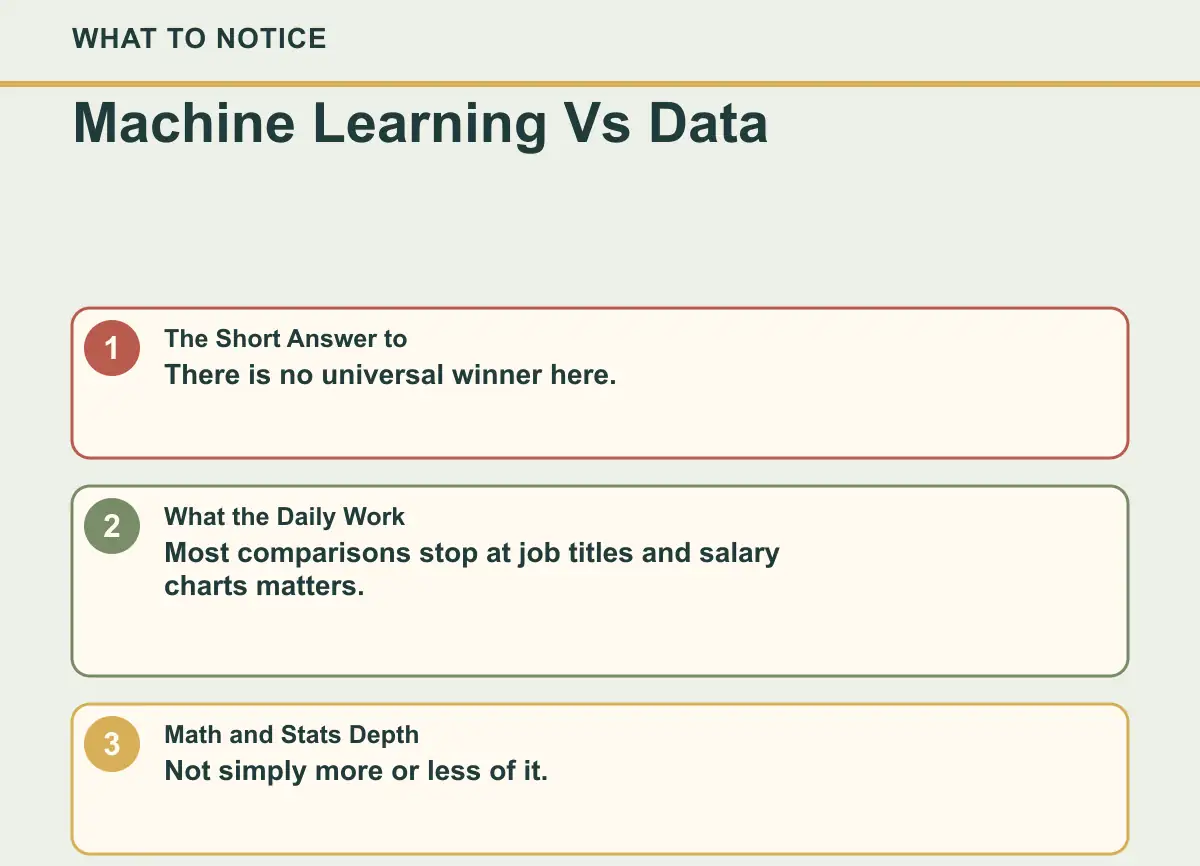 WHAT TO NOTICE
Machine Learning Vs Data
1
The Short Answer to
There is no universal winner here.
2
What the Daily Work
Most comparisons stop at job titles and salary
charts matters.
3
Math and Stats Depth
Not simply more or less of it.